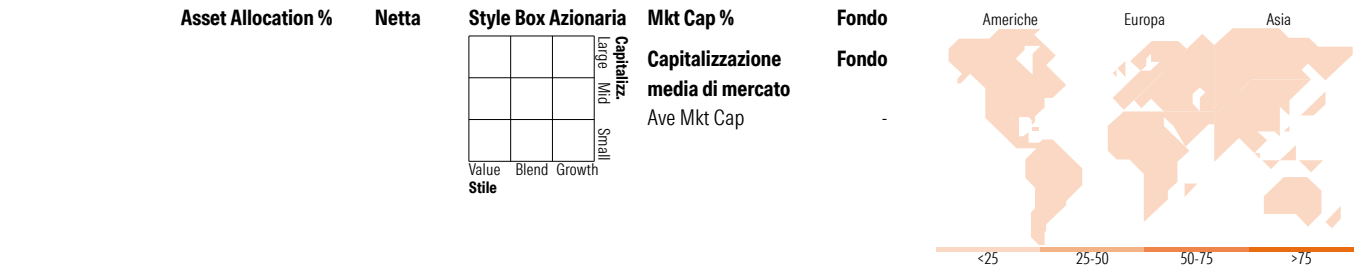 Asset Allocation % Netta
Style Box Azionaria
Large Mid Small
Capitalizz.
Value Blend Growth
Stile
Mkt Cap % Fondo
Capitalizzazione media di mercato Fondo
Ave Mkt Cap -
Americhe Europa Asia
<25 25-50 50-75 >75